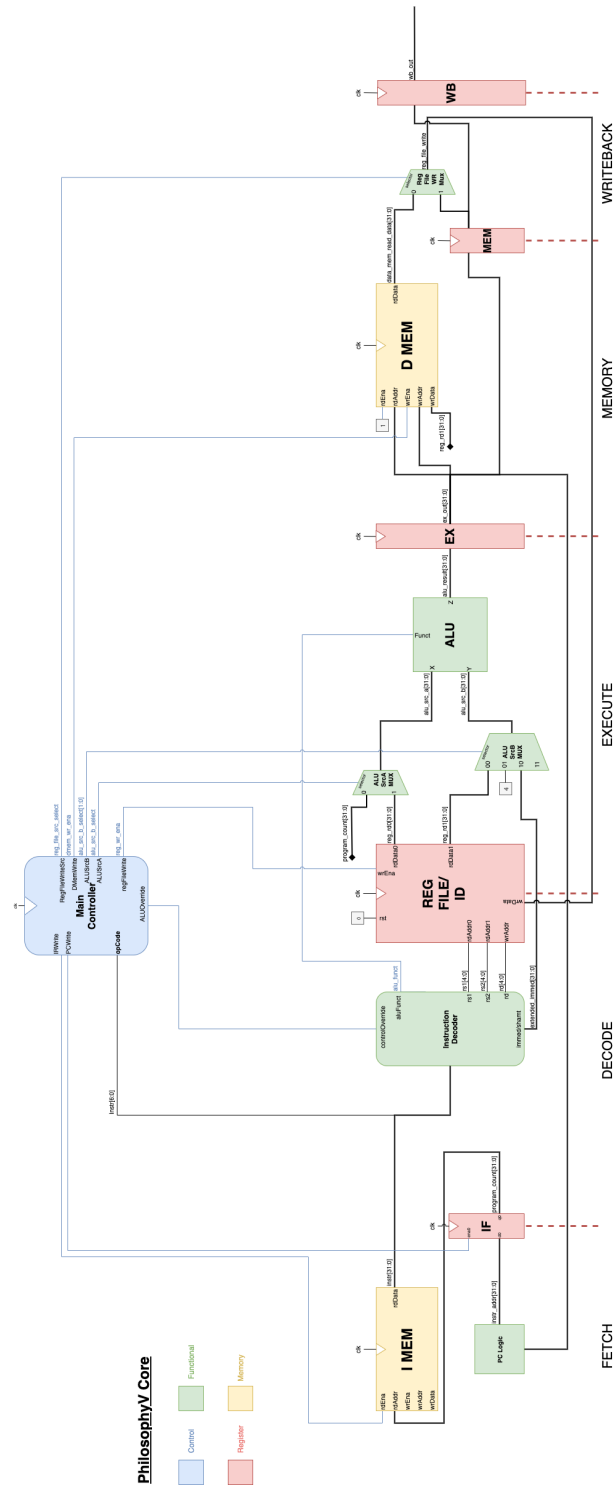 PhilosophyV Core
Control
Functional
Register
Memory
clk
Main
Controller
IRWrite
PCWrite
opCode
RegFileWriteSrc
DMemWrite
ALUSrcB
ALUSrcA
regFileWrite
ALUOverride
reg_file_src_select
dmem_wr_ena
alu_src_b_select[1:0]
alu_src_b_select
reg_wr_ena
instr[6:0]
clk
I MEM
rdEna
rdAddr
wrEna
wrAddr
wrData
rdData
instr[31:0]
PC Logic
instr_addr[31:0]
clk
IF
program_count[31:0]
controlOverride
aluFunct
alu_funct
Instruction
Decoder
rs1
rs2
rd
immed/shamt
rs1[4:0]
rs2[4:0]
rd[4:0]
extended_immed[31:0]
0
rst
clk
wrEna
REG
FILE/
ID
rdAddr0
rdAddr1
wrAddr
rdData0
rdData1
wrData
program_count[31:0]
reg_rd0[31:0]
reg_rd1[31:0]
0
1
ALU
SrcA
MUX
00
01
10
11
4
ALU
SrcB
MUX
alu_src_a[31:0]
alu_src_b[31:0]
Funct
X
Y
ALU
Z
alu_result[31:0]
clk
EX
ex_out[31:0]
1
clk
rdEna
rdAddr
wrEna
wrAddr
wrData
D MEM
rdData
reg_rd1[31:0]
data_mem_read_data[31:0]
clk
MEM
0
1
Reg
File
WR
Mux
reg_file_write
clk
WB
wb_out
FETCH
DECODE
EXECUTE
MEMORY
WRITEBACK